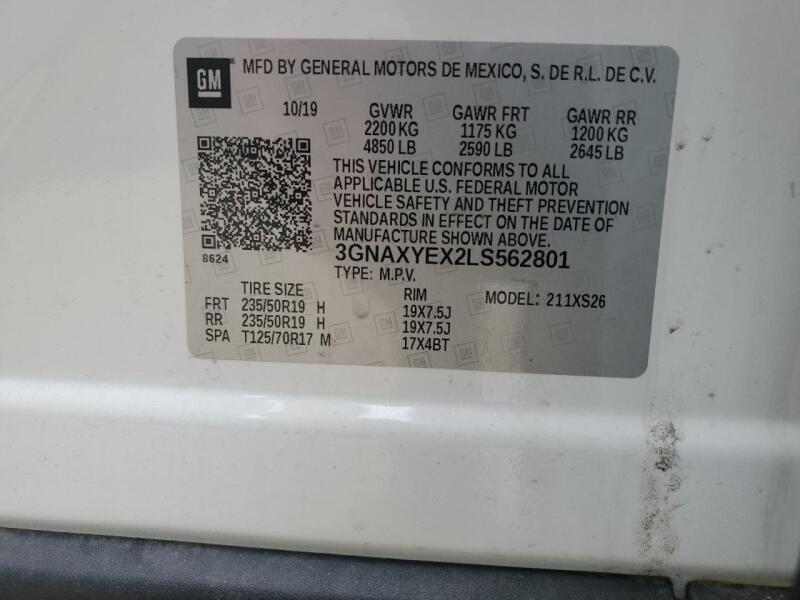 GM MFD BY GENERAL MOTORS DE MEXICO, S. DE R.L. DE C.V.
10/19 GVWR GAWR FRT GAWR RR
2200 KG 1175 KG 1200 KG
4850 LB 2590 LB 2645 LB
THIS VEHICLE CONFORMS TO ALL
APPLICABLE U.S. FEDERAL MOTOR
VEHICLE SAFETY AND THEFT PREVENTION
STANDARDS IN EFFECT ON THE DATE OF
MANUFACTURE SHOWN ABOVE.
8624 3GNAXYEX2LS562801
TYPE: M.P.V.
TIRE SIZE RIM MODEL: 211XS26
FRT 235/50R19 H 19X7.5J
RR 235/50R19 H 19X7.5J
SPA T125/70R17 M 17X4BT